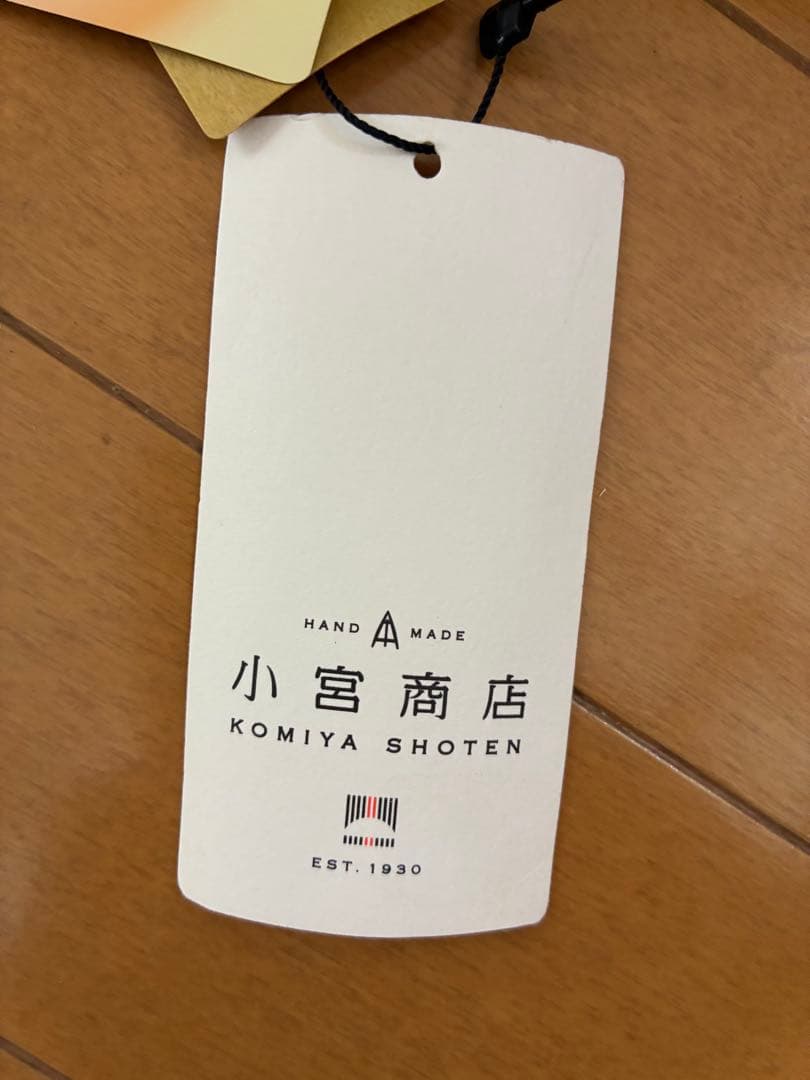 HAND MADE
小宮商店
KOMIYA SHOTEN
EST. 1930